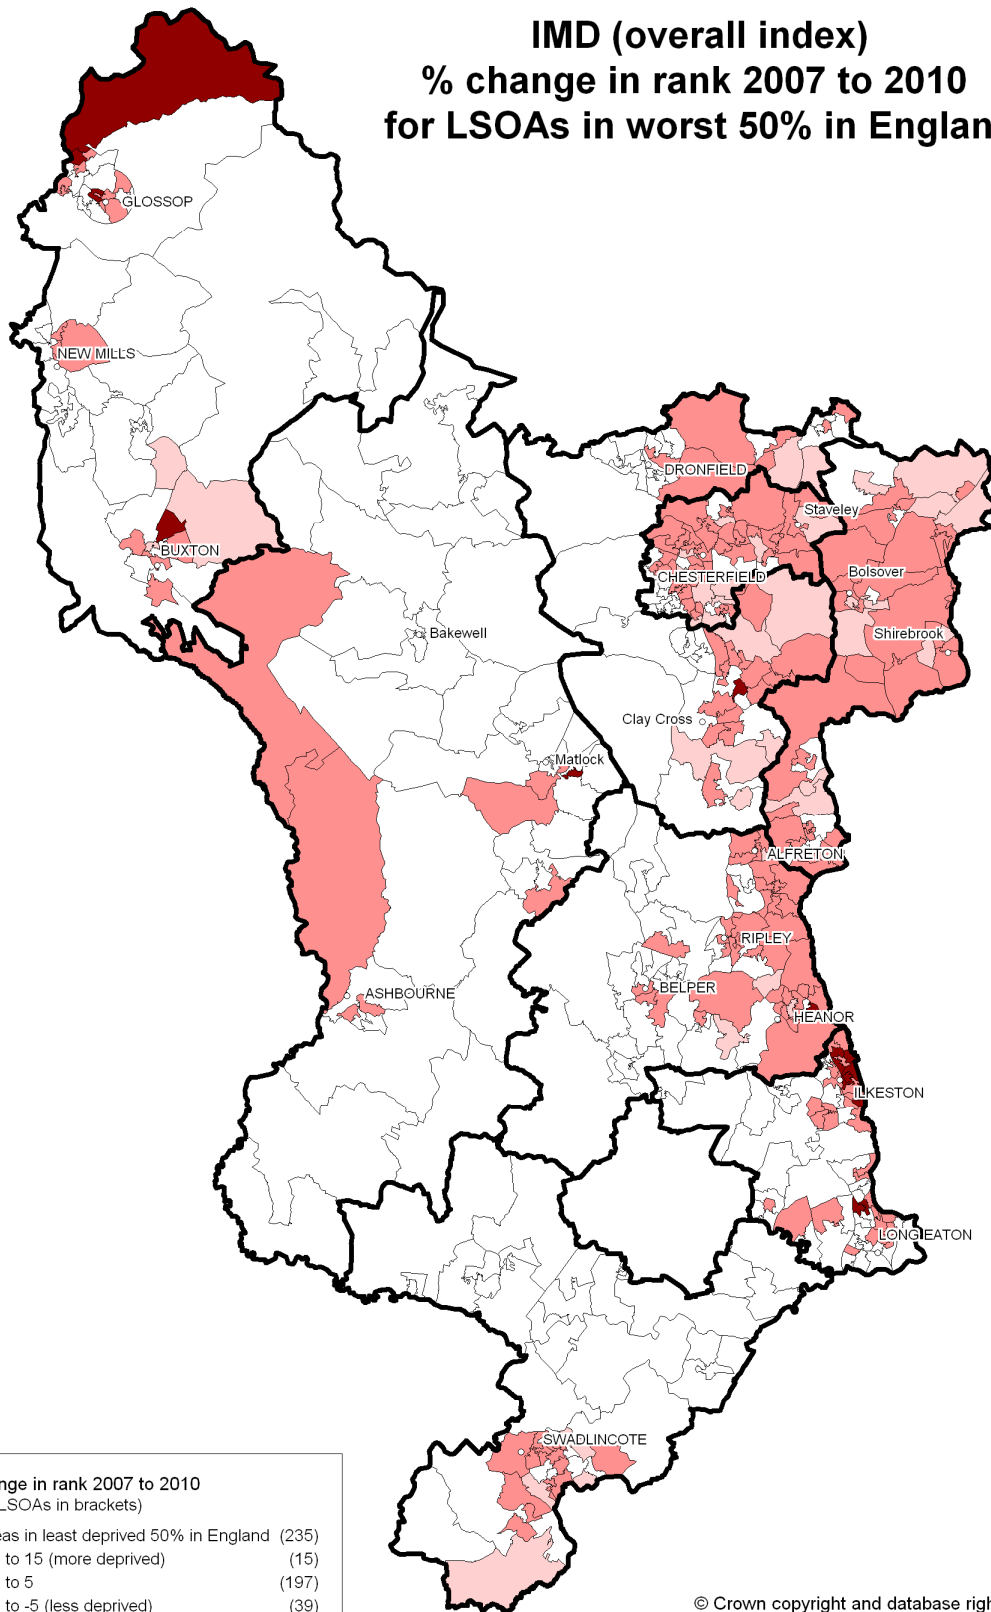 IMD (overall index)
% change in rank 2007 to 2010
for LSOAs in worst 50% in Englan
GLOSSOP
NEW MILLS
DRONFIELD
Staveley
BUXTON
CHESTERFIELD
Bolsover
Bakewell
Shirebrook
Clay Cross
Matlock
ALFRETON
RIPLEY
BELPER
ASHBOURNE
HEANOR
ILKESTON
LONG EATON
SWADLINCOTE
nge in rank 2007 to 2010
LSOAs in brackets)
eas in least deprived 50% in England (235)
to 15 (more deprived) (15)
to 5 (197)
to -5 (less deprived) (39)
© Crown copyright and database righ